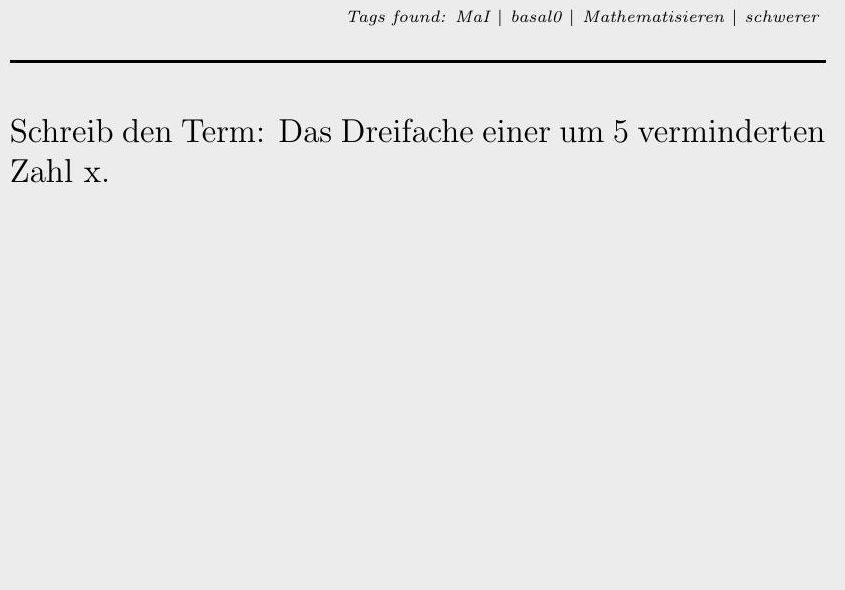 Tags found: MaI | basal0 | Mathematisieren | schwerer
Schreib den Term: Das Dreifache einer um 5 verminderten
Zahl x.